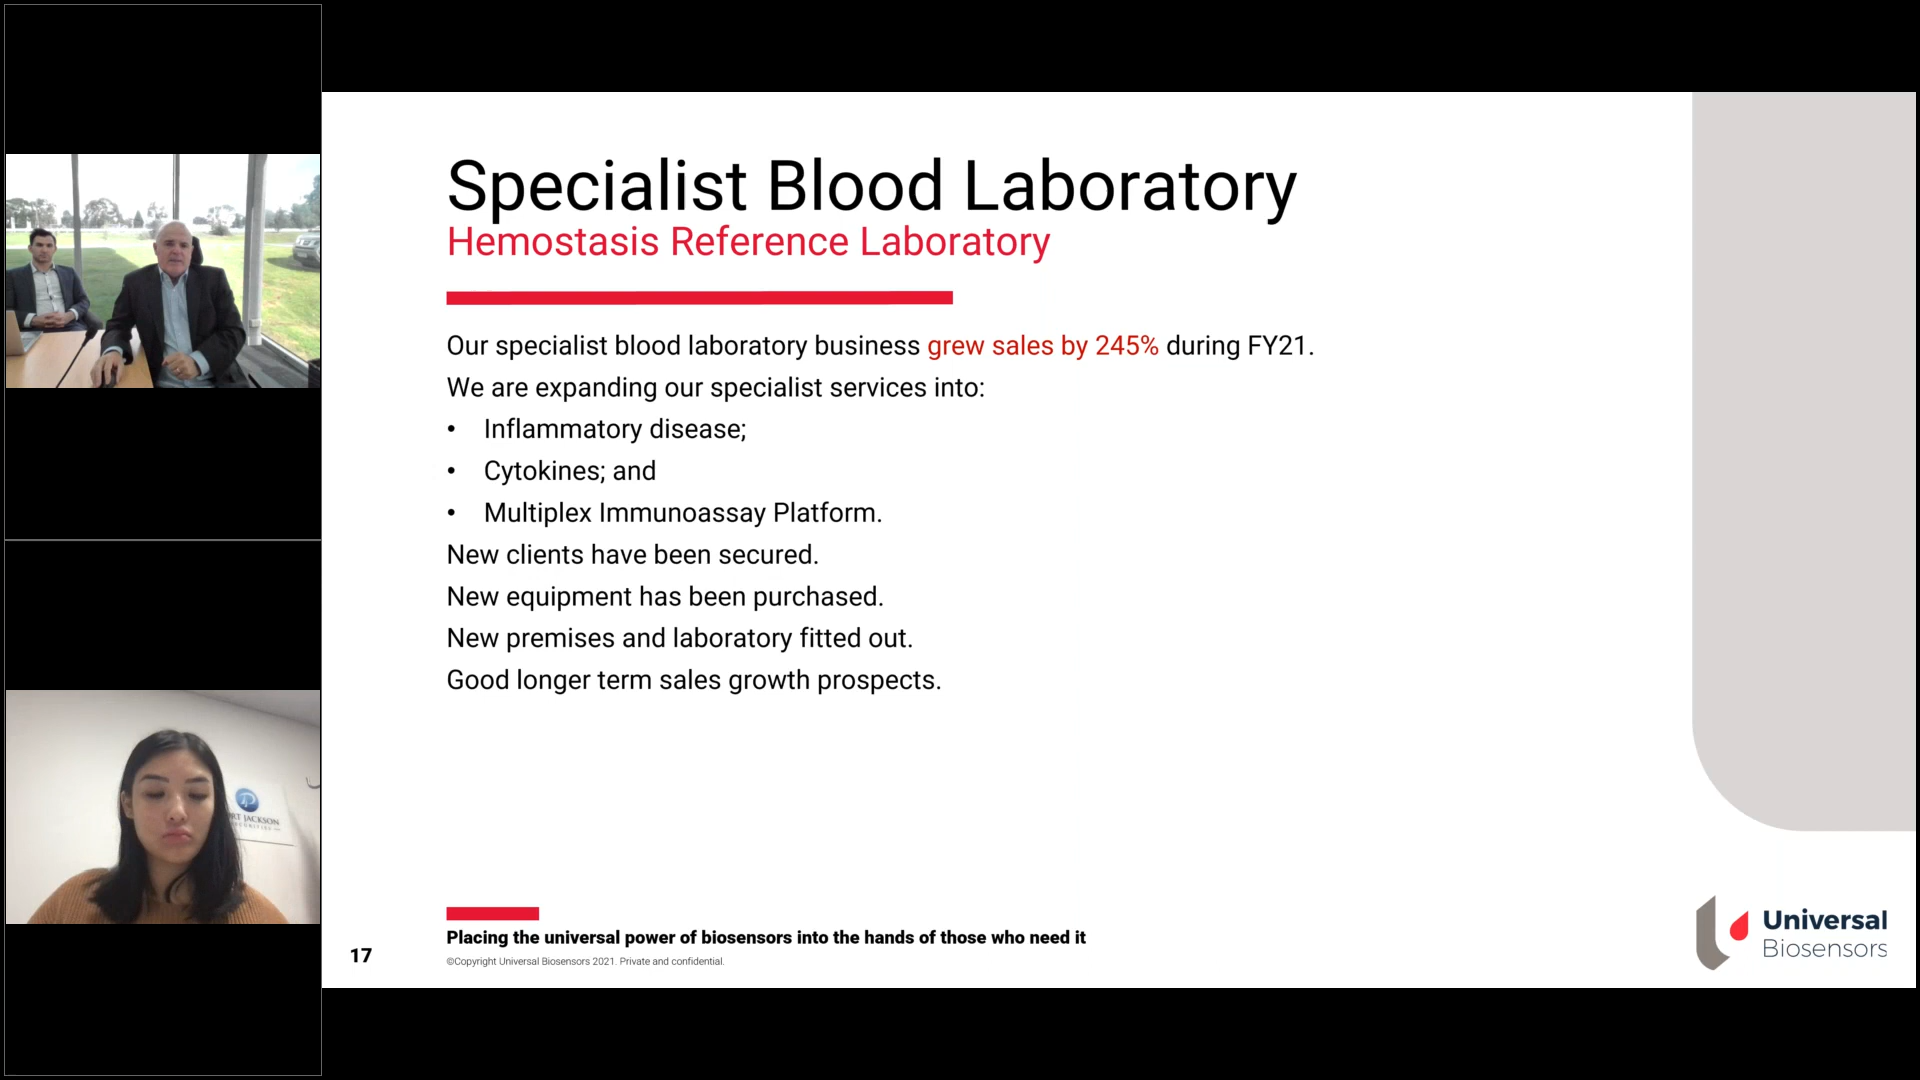 Specialist Blood Laboratory
Hemostasis Reference Laboratory
Our specialist blood laboratory business grew sales by 245% during FY21.
We are expanding our specialist services into:
• Inflammatory disease;
• Cytokines; and
• Multiplex Immunoassay Platform.
New clients have been secured.
New equipment has been purchased.
New premises and laboratory fitted out.
Good longer term sales growth prospects.
Placing the universal power of biosensors into the hands of those who need it
©Copyright Universal Biosensors 2021. Private and confidential.
17
Universal
Biosensors
JACKSON